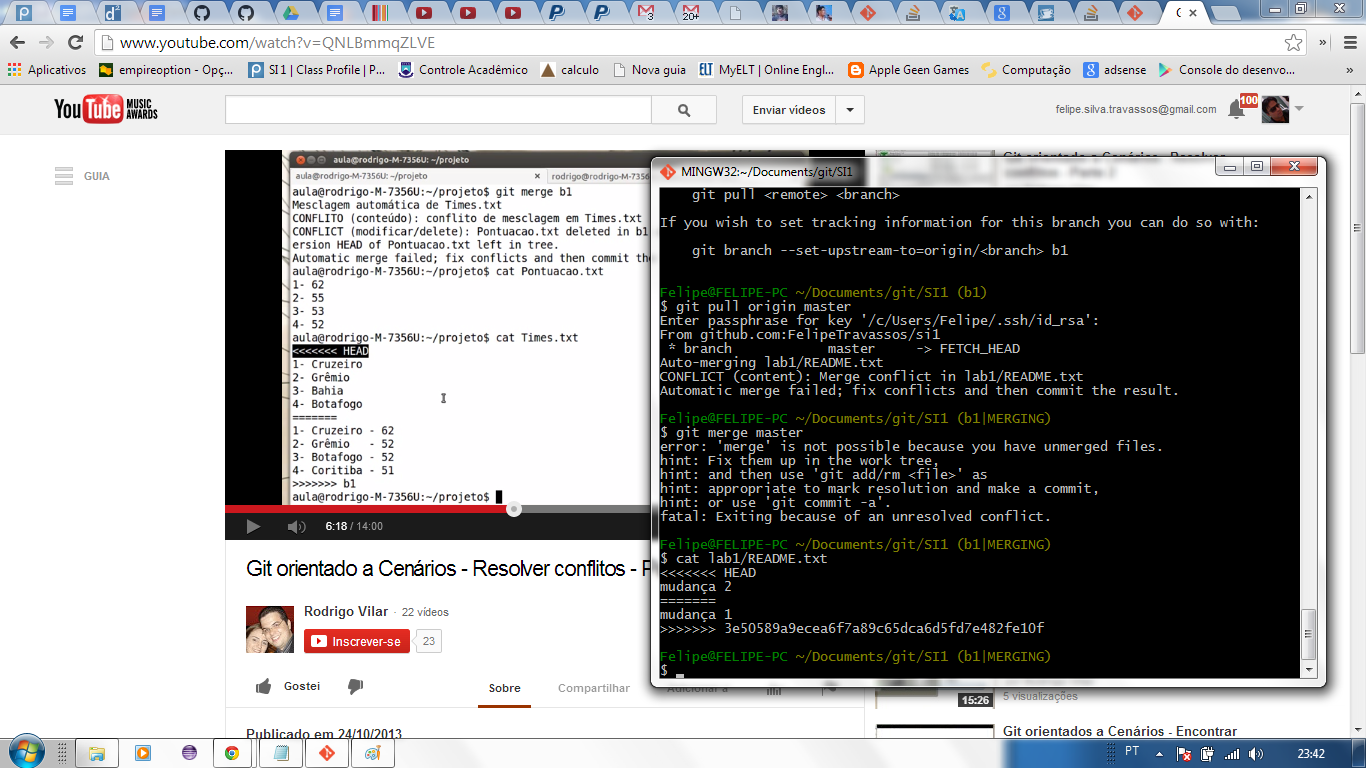 3
20+
C
www.youtube.com/watch?v=QNLBmmqZLVE
Aplicativos
empireoption - Opç...
SI 1 | Class Profile | P...
Controle Acadêmico
calculo
Nova guia
MyELT | Online Engl...
Apple Geen Games
Computação
adsense
Console do desenvo...
YouTube MUSIC AWARDS
Enviar vídeos
felipe.silva.travassos@gmail.com
100
GUIA
aula@rodrigo-M-7356U: ~/projeto
aula@rodrigo-M-7356U: ~/projeto
rodrigo@rodrigo-M-7
aula@rodrigo-M-7356U:~/projeto$ git merge b1
Mesclagem automática de Times.txt
CONFLITO (conteúdo): conflito de mesclagem em Times.txt
CONFLICT (modificar/delete): Pontuacao.txt deleted in b1
ersion HEAD of Pontuacao.txt left in tree.
Automatic merge failed; fix conflicts and then commit the
aula@rodrigo-M-7356U:~/projeto$ cat Pontuacao.txt
1- 62
2- 55
3- 53
4- 52
aula@rodrigo-M-7356U:~/projeto$ cat Times.txt
<<<<<<< HEAD
1- Cruzeiro
2- Grêmio
3- Bahia
4- Botafogo
=======
1- Cruzeiro - 62
2- Grêmio   - 52
3- Botafogo - 52
4- Coritiba - 51
>>>>>>> b1
aula@rodrigo-M-7356U:~/projeto$
6:18 / 14:00
Git orientado a Cenários - Resolver conflitos - P
Rodrigo Vilar · 22 vídeos
Inscrever-se
23
Gostei
Sobre
Compartilhar
Adicionar a
Publicado em 24/10/2013
Git orientado a Cenários - Resolver
conflitos - Parte 2
MINGW32:~/Documents/git/SI1
git pull <remote> <branch>
If you wish to set tracking information for this branch you can do so with:
git branch --set-upstream-to=origin/<branch> b1
Felipe@FELIPE-PC ~/Documents/git/SI1 (b1)
$ git pull origin master
Enter passphrase for key '/c/Users/Felipe/.ssh/id_rsa':
From github.com:FelipeTravassos/si1
* branch            master     -> FETCH_HEAD
Auto-merging lab1/README.txt
CONFLICT (content): Merge conflict in lab1/README.txt
Automatic merge failed; fix conflicts and then commit the result.
Felipe@FELIPE-PC ~/Documents/git/SI1 (b1|MERGING)
$ git merge master
error: 'merge' is not possible because you have unmerged files.
hint: Fix them up in the work tree,
hint: and then use 'git add/rm <file>' as
hint: appropriate to mark resolution and make a commit,
hint: or use 'git commit -a'.
fatal: Exiting because of an unresolved conflict.
Felipe@FELIPE-PC ~/Documents/git/SI1 (b1|MERGING)
$ cat lab1/README.txt
<<<<<<< HEAD
mudança 2
=======
mudança 1
>>>>>>> 3e50589a9ecea6f7a89c65dca6d5fd7e482fe10f
Felipe@FELIPE-PC ~/Documents/git/SI1 (b1|MERGING)
$
15:26
5 visualizações
Git orientados a Cenários - Encontrar
PT
23:42